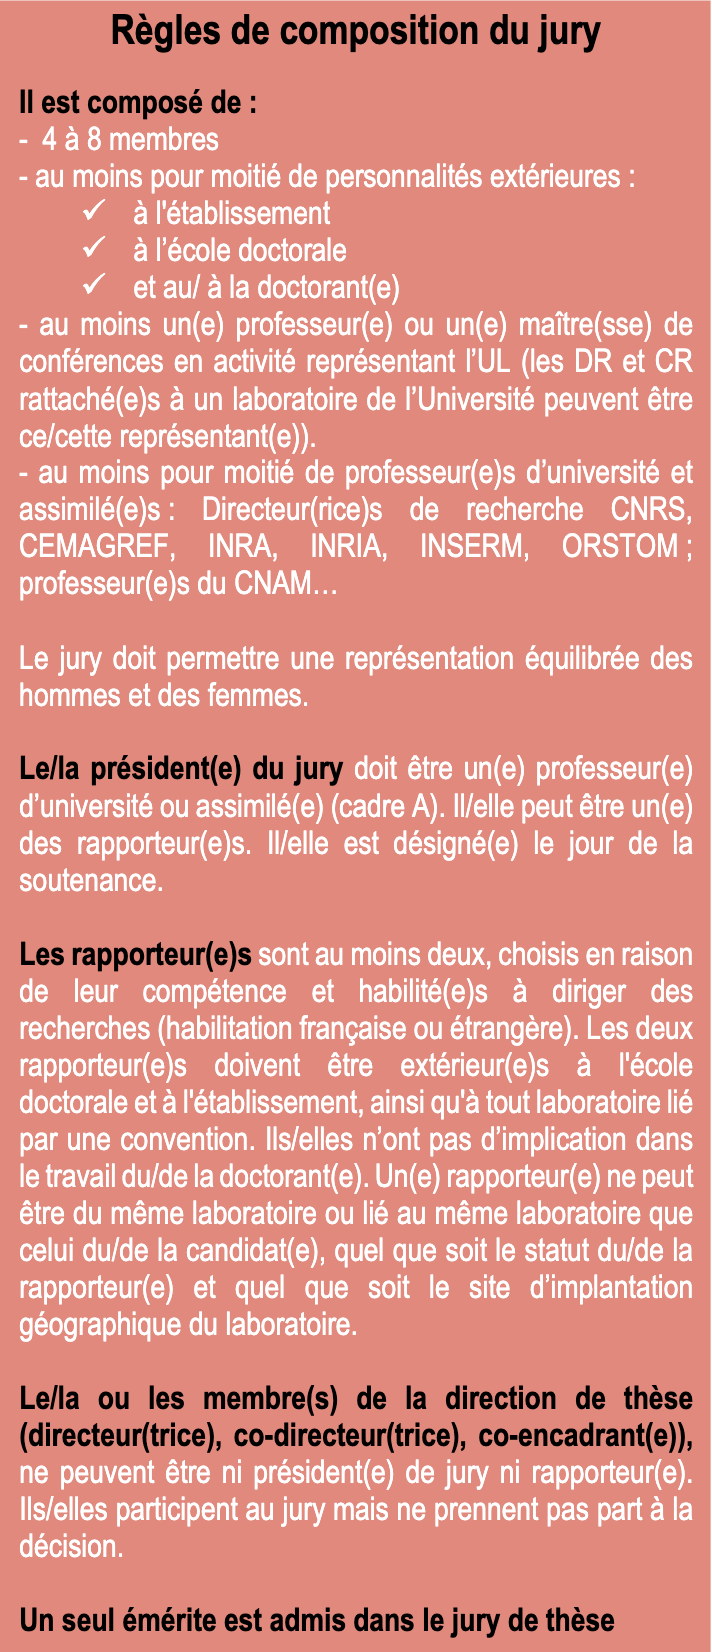 Règles de composition du jury
Il est composé de :
- 4 à 8 membres
- au moins pour moitié de personnalités extérieures :
✓ à l'établissement
✓ à l’école doctorale
✓ et au/ à la doctorant(e)
- au moins un(e) professeur(e) ou un(e) maître(sse) de
conférences en activité représentant l’UL (les DR et CR
rattaché(e)s à un laboratoire de l’Université peuvent être
ce/cette représentant(e)).
- au moins pour moitié de professeur(e)s d’université et
assimilé(e)s : Directeur(rice)s de recherche CNRS,
CEMAGREF, INRA, INRIA, INSERM, ORSTOM ;
professeur(e)s du CNAM…
Le jury doit permettre une représentation équilibrée des
hommes et des femmes.
Le/la président(e) du jury doit être un(e) professeur(e)
d’université ou assimilé(e) (cadre A). Il/elle peut être un(e)
des rapporteur(e)s. Il/elle est désigné(e) le jour de la
soutenance.
Les rapporteur(e)s sont au moins deux, choisis en raison
de leur compétence et habilité(e)s à diriger des
recherches (habilitation française ou étrangère). Les deux
rapporteur(e)s doivent être extérieur(e)s à l'école
doctorale et à l'établissement, ainsi qu'à tout laboratoire lié
par une convention. Ils/elles n’ont pas d’implication dans
le travail du/de la doctorant(e). Un(e) rapporteur(e) ne peut
être du même laboratoire ou lié au même laboratoire que
celui du/de la candidat(e), quel que soit le statut du/de la
rapporteur(e) et quel que soit le site d’implantation
géographique du laboratoire.
Le/la ou les membre(s) de la direction de thèse
(directeur(trice), co-directeur(trice), co-encadrant(e)),
ne peuvent être ni président(e) de jury ni rapporteur(e).
Ils/elles participent au jury mais ne prennent pas part à la
décision.
Un seul émérite est admis dans le jury de thèse